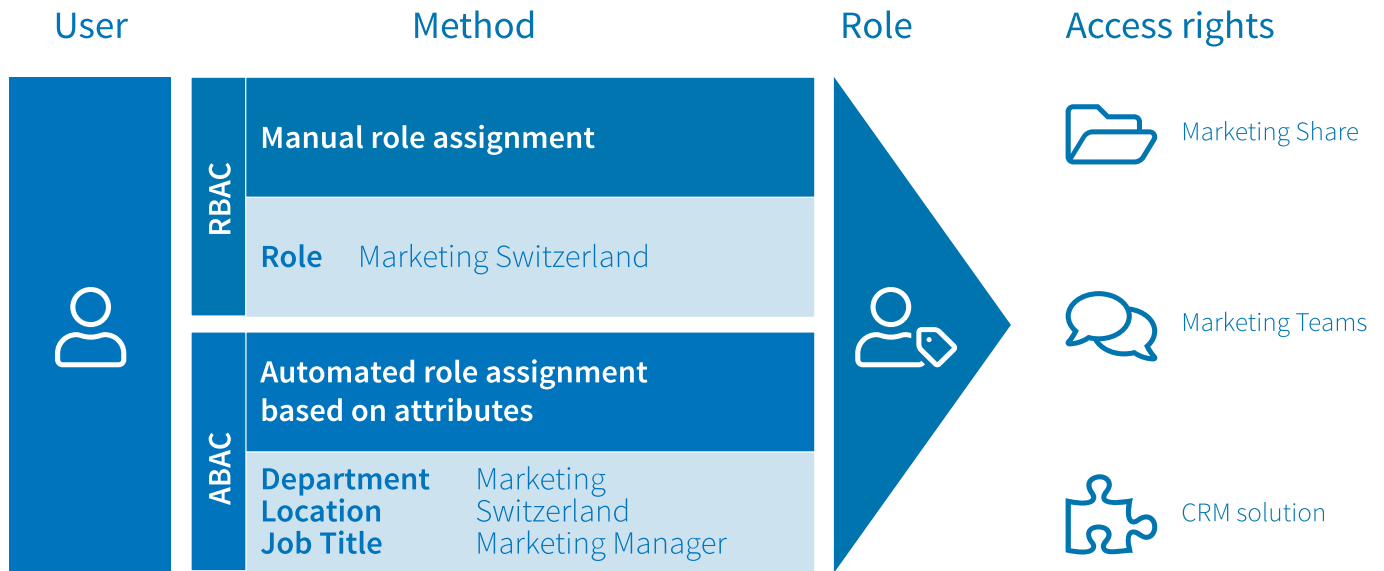 User Method Role Access rights
RBAC
Manual role assignment
Role Marketing Switzerland
ABAC
Automated role assignment
based on attributes
Department Marketing
Location Switzerland
Job Title Marketing Manager
Marketing Share
Marketing Teams
CRM solution